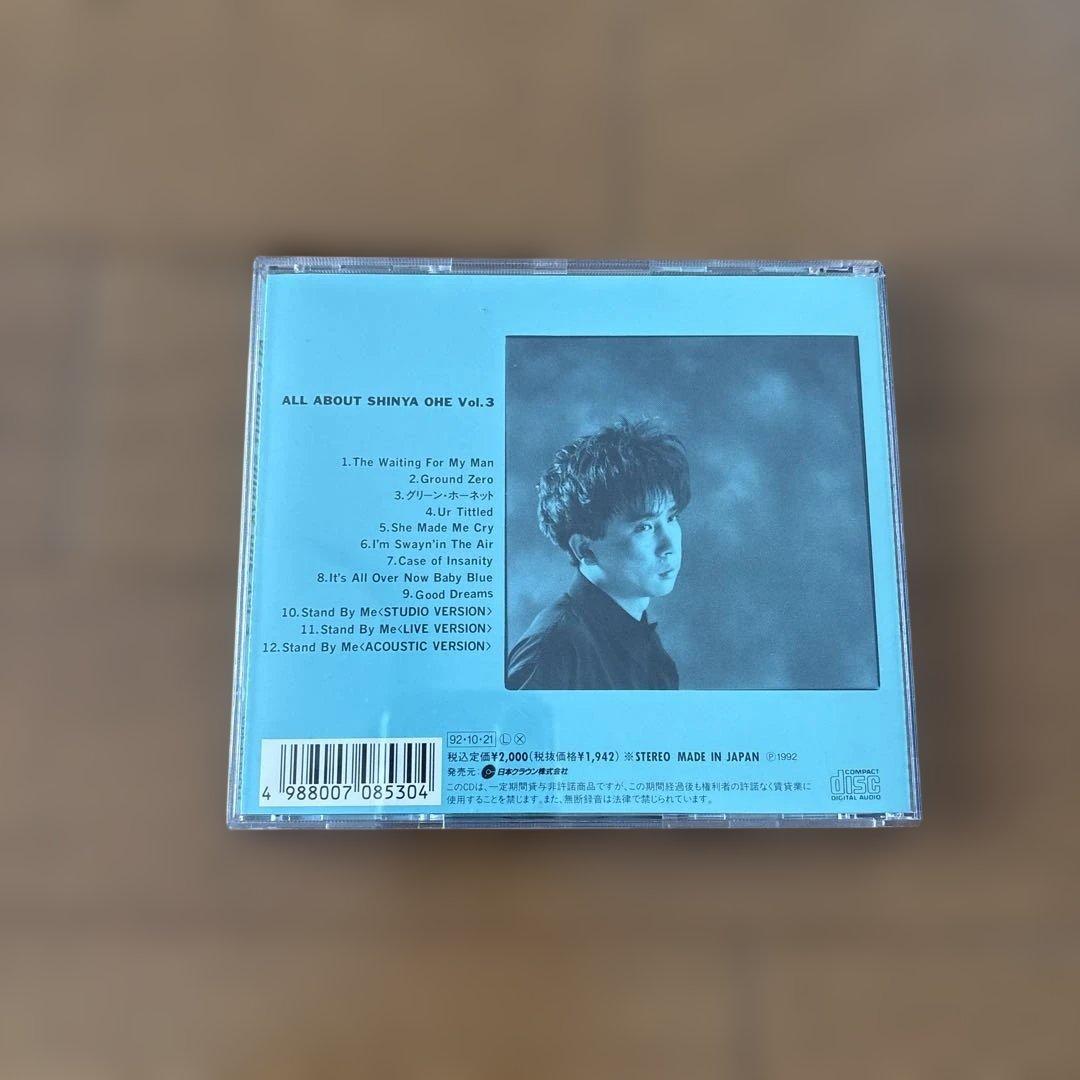 ALL ABOUT SHINYA OHE Vol.3
1.The Waiting For My Man
2.Ground Zero
3.グリーン・ホーネット
4.Ur Tittled
5.She Made Me Cry
6.I'm Swayn'in The Air
7.Case of Insanity
8.It's All Over Now Baby Blue
9.Good Dreams
10.Stand By Me<STUDIO VERSION>
11.Stand By Me<LIVE VERSION>
12.Stand By Me<ACOUSTIC VERSION>
92・10・21 Ⓛ Ⓧ
税込定価¥2,000(税抜価格¥1,942) ※STEREO MADE IN JAPAN Ⓟ1992
発売元: 日本クラウン株式会社
このCDは、一定期間貸与非許諾商品ですが、この期間経過後も権利者の許諾なく賃貸業に
使用することを禁じます。また、無断録音は法律で禁じられています。
4 988007 085304
COMPACT
disc
DIGITAL AUDIO